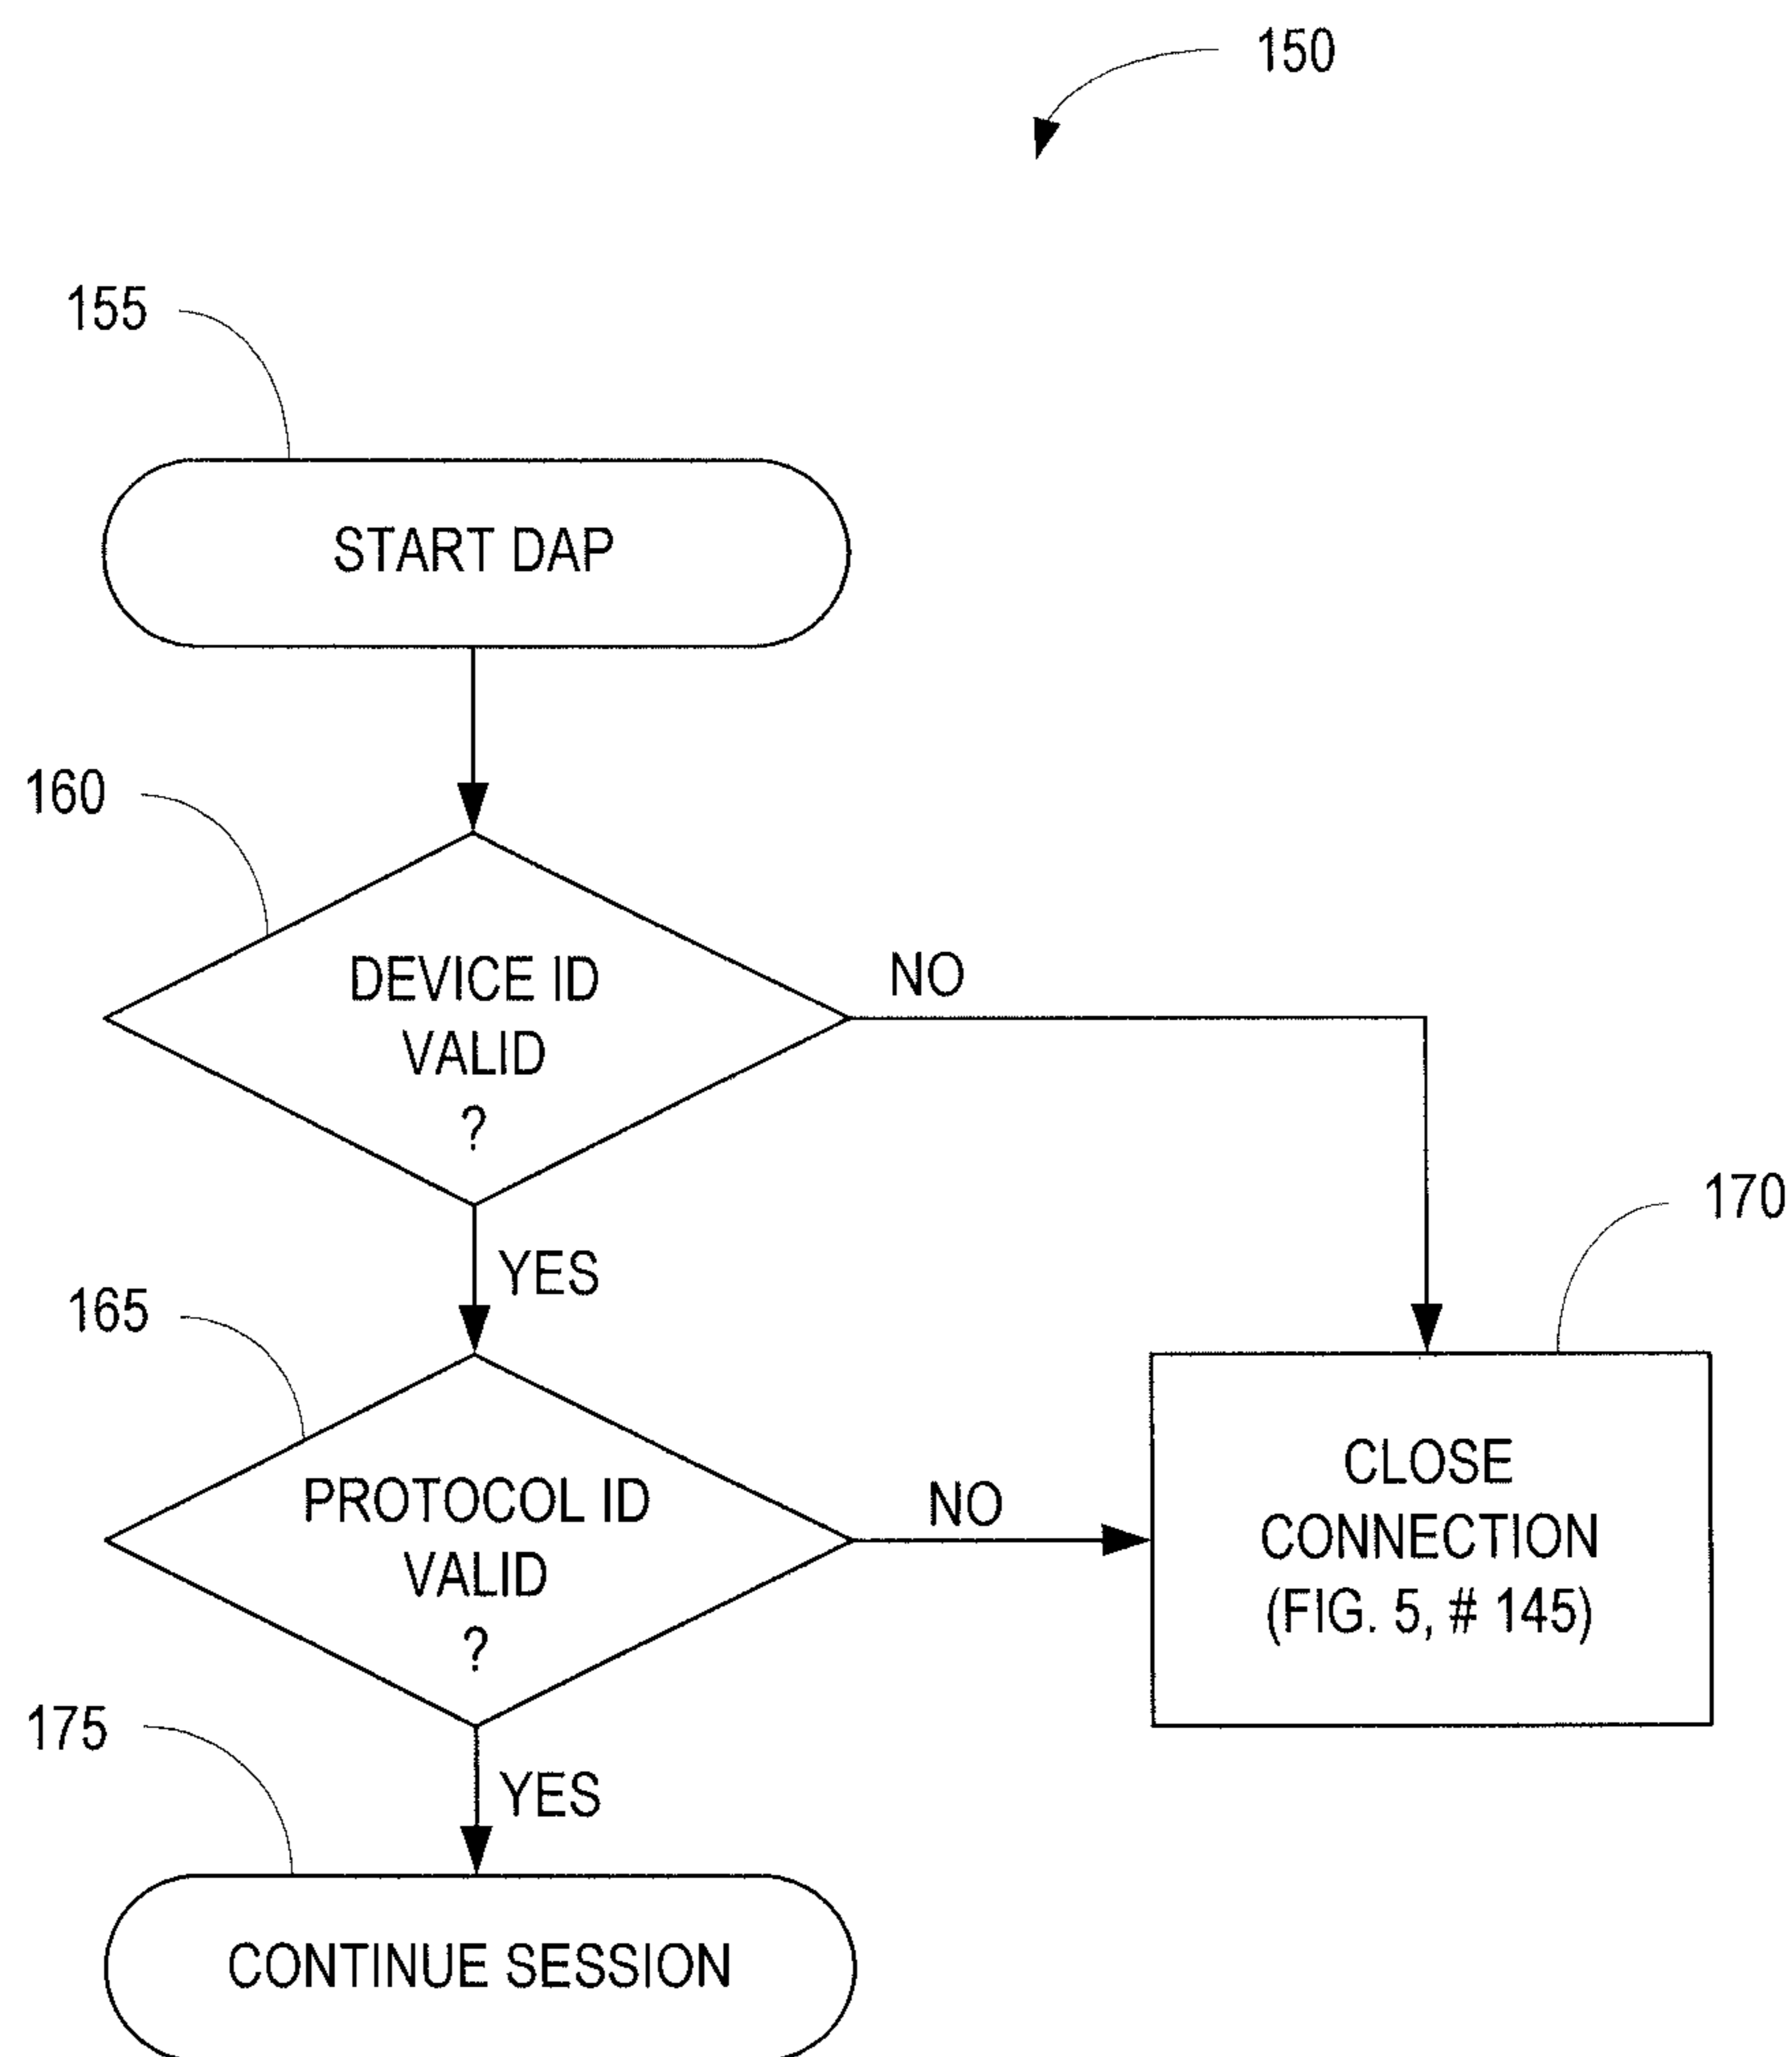 150
155
START DAP
160
DEVICE ID
VALID
?
NO
YES
170
165
PROTOCOL ID
VALID
?
NO
CLOSE
CONNECTION
(FIG. 5, # 145)
175
YES
CONTINUE SESSION